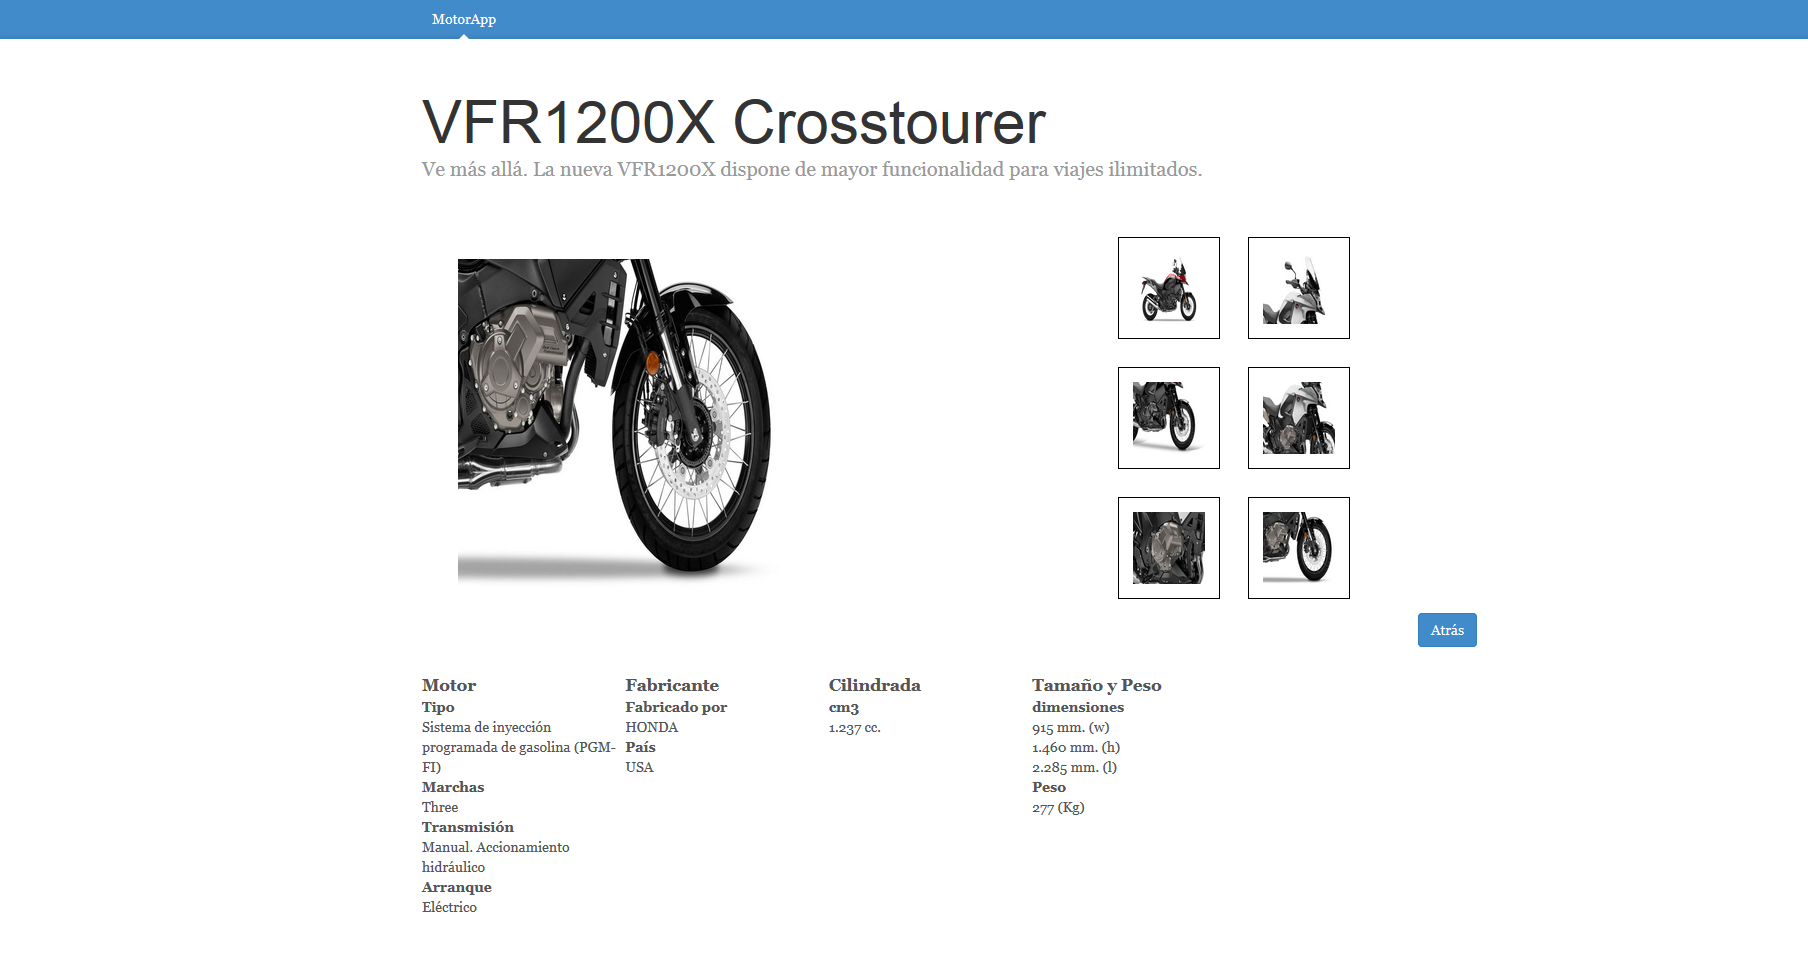 MotorApp
VFR1200X Crosstourer
Ve más allá. La nueva VFR1200X dispone de mayor funcionalidad para viajes ilimitados.
Atrás
Motor
Tipo
Sistema de inyección
programada de gasolina (PGM-
FI)
Marchas
Three
Transmisión
Manual. Accionamiento
hidráulico
Arranque
Eléctrico
Fabricante
Fabricado por
HONDA
País
USA
Cilindrada
cm3
1.237 cc.
Tamaño y Peso
dimensiones
915 mm. (w)
1.460 mm. (h)
2.285 mm. (l)
Peso
277 (Kg)